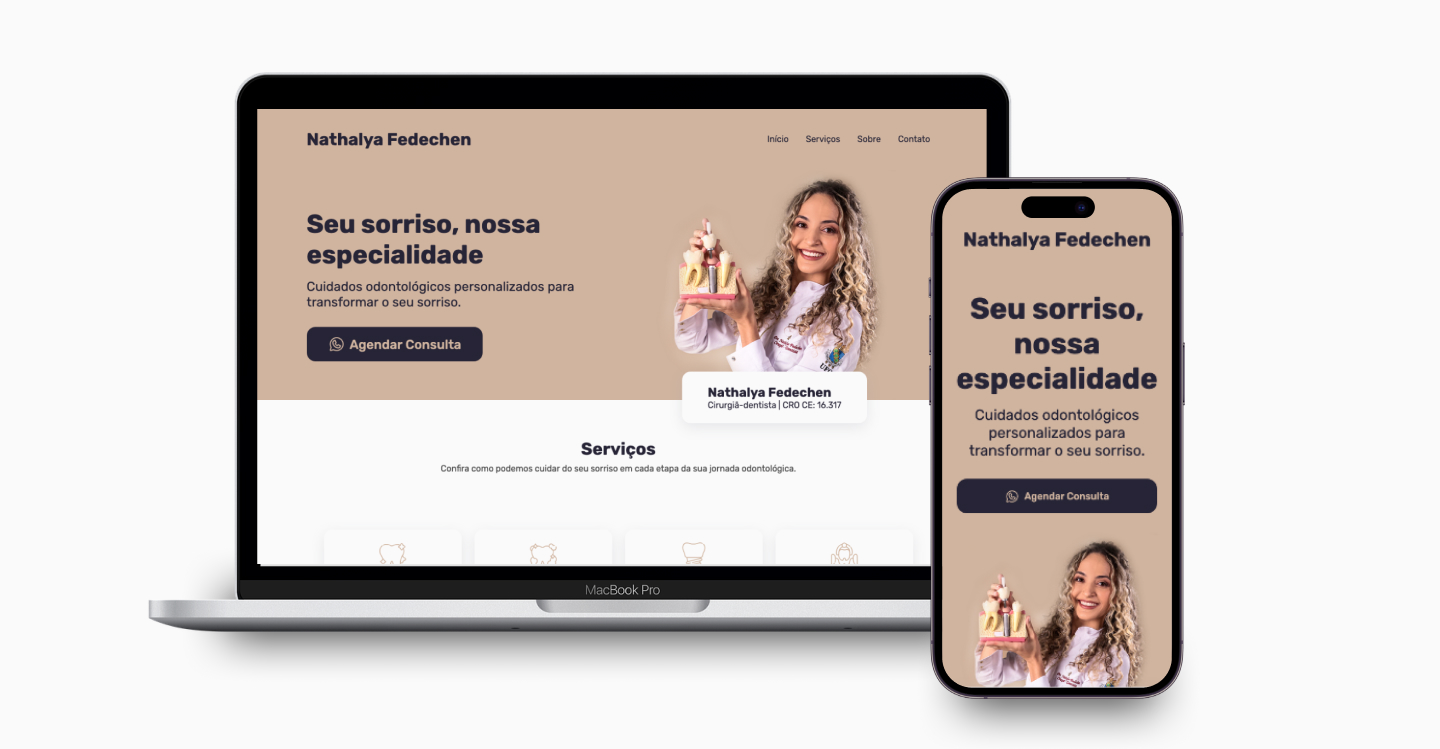 Nathalya Fedechen
Início Serviços Sobre Contato
Seu sorriso, nossa
especialidade
Cuidados odontológicos personalizados para
transformar o seu sorriso.
Agendar Consulta
Nathalya Fedechen
Cirurgiã-dentista | CRO CE: 16.317
Serviços
Confira como podemos cuidar do seu sorriso em cada etapa da sua jornada odontológica.
MacBook Pro
Nathalya Fedechen
Seu sorriso,
nossa
especialidade
Cuidados odontológicos
personalizados para
transformar o seu sorriso.
Agendar Consulta